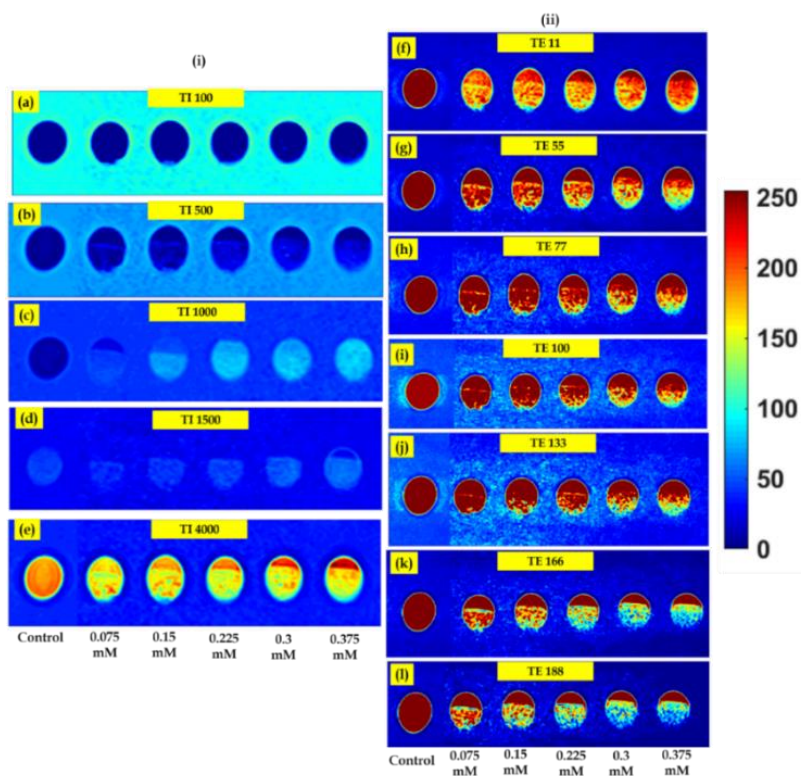 (i)
(a)
TI 100
(b)
TI 500
(c)
TI 1000
(d)
TI 1500
(e)
TI 4000
Control
0.075
mM
0.15
mM
0.225
mM
0.3
mM
0.375
mM
(ii)
(f)
TE 11
(g)
TE 55
(h)
TE 77
(i)
TE 100
(j)
TE 133
(k)
TE 166
(l)
TE 188
Control
0.075
mM
0.15
mM
0.225
mM
0.3
mM
0.375
mM
250
200
150
100
50
0